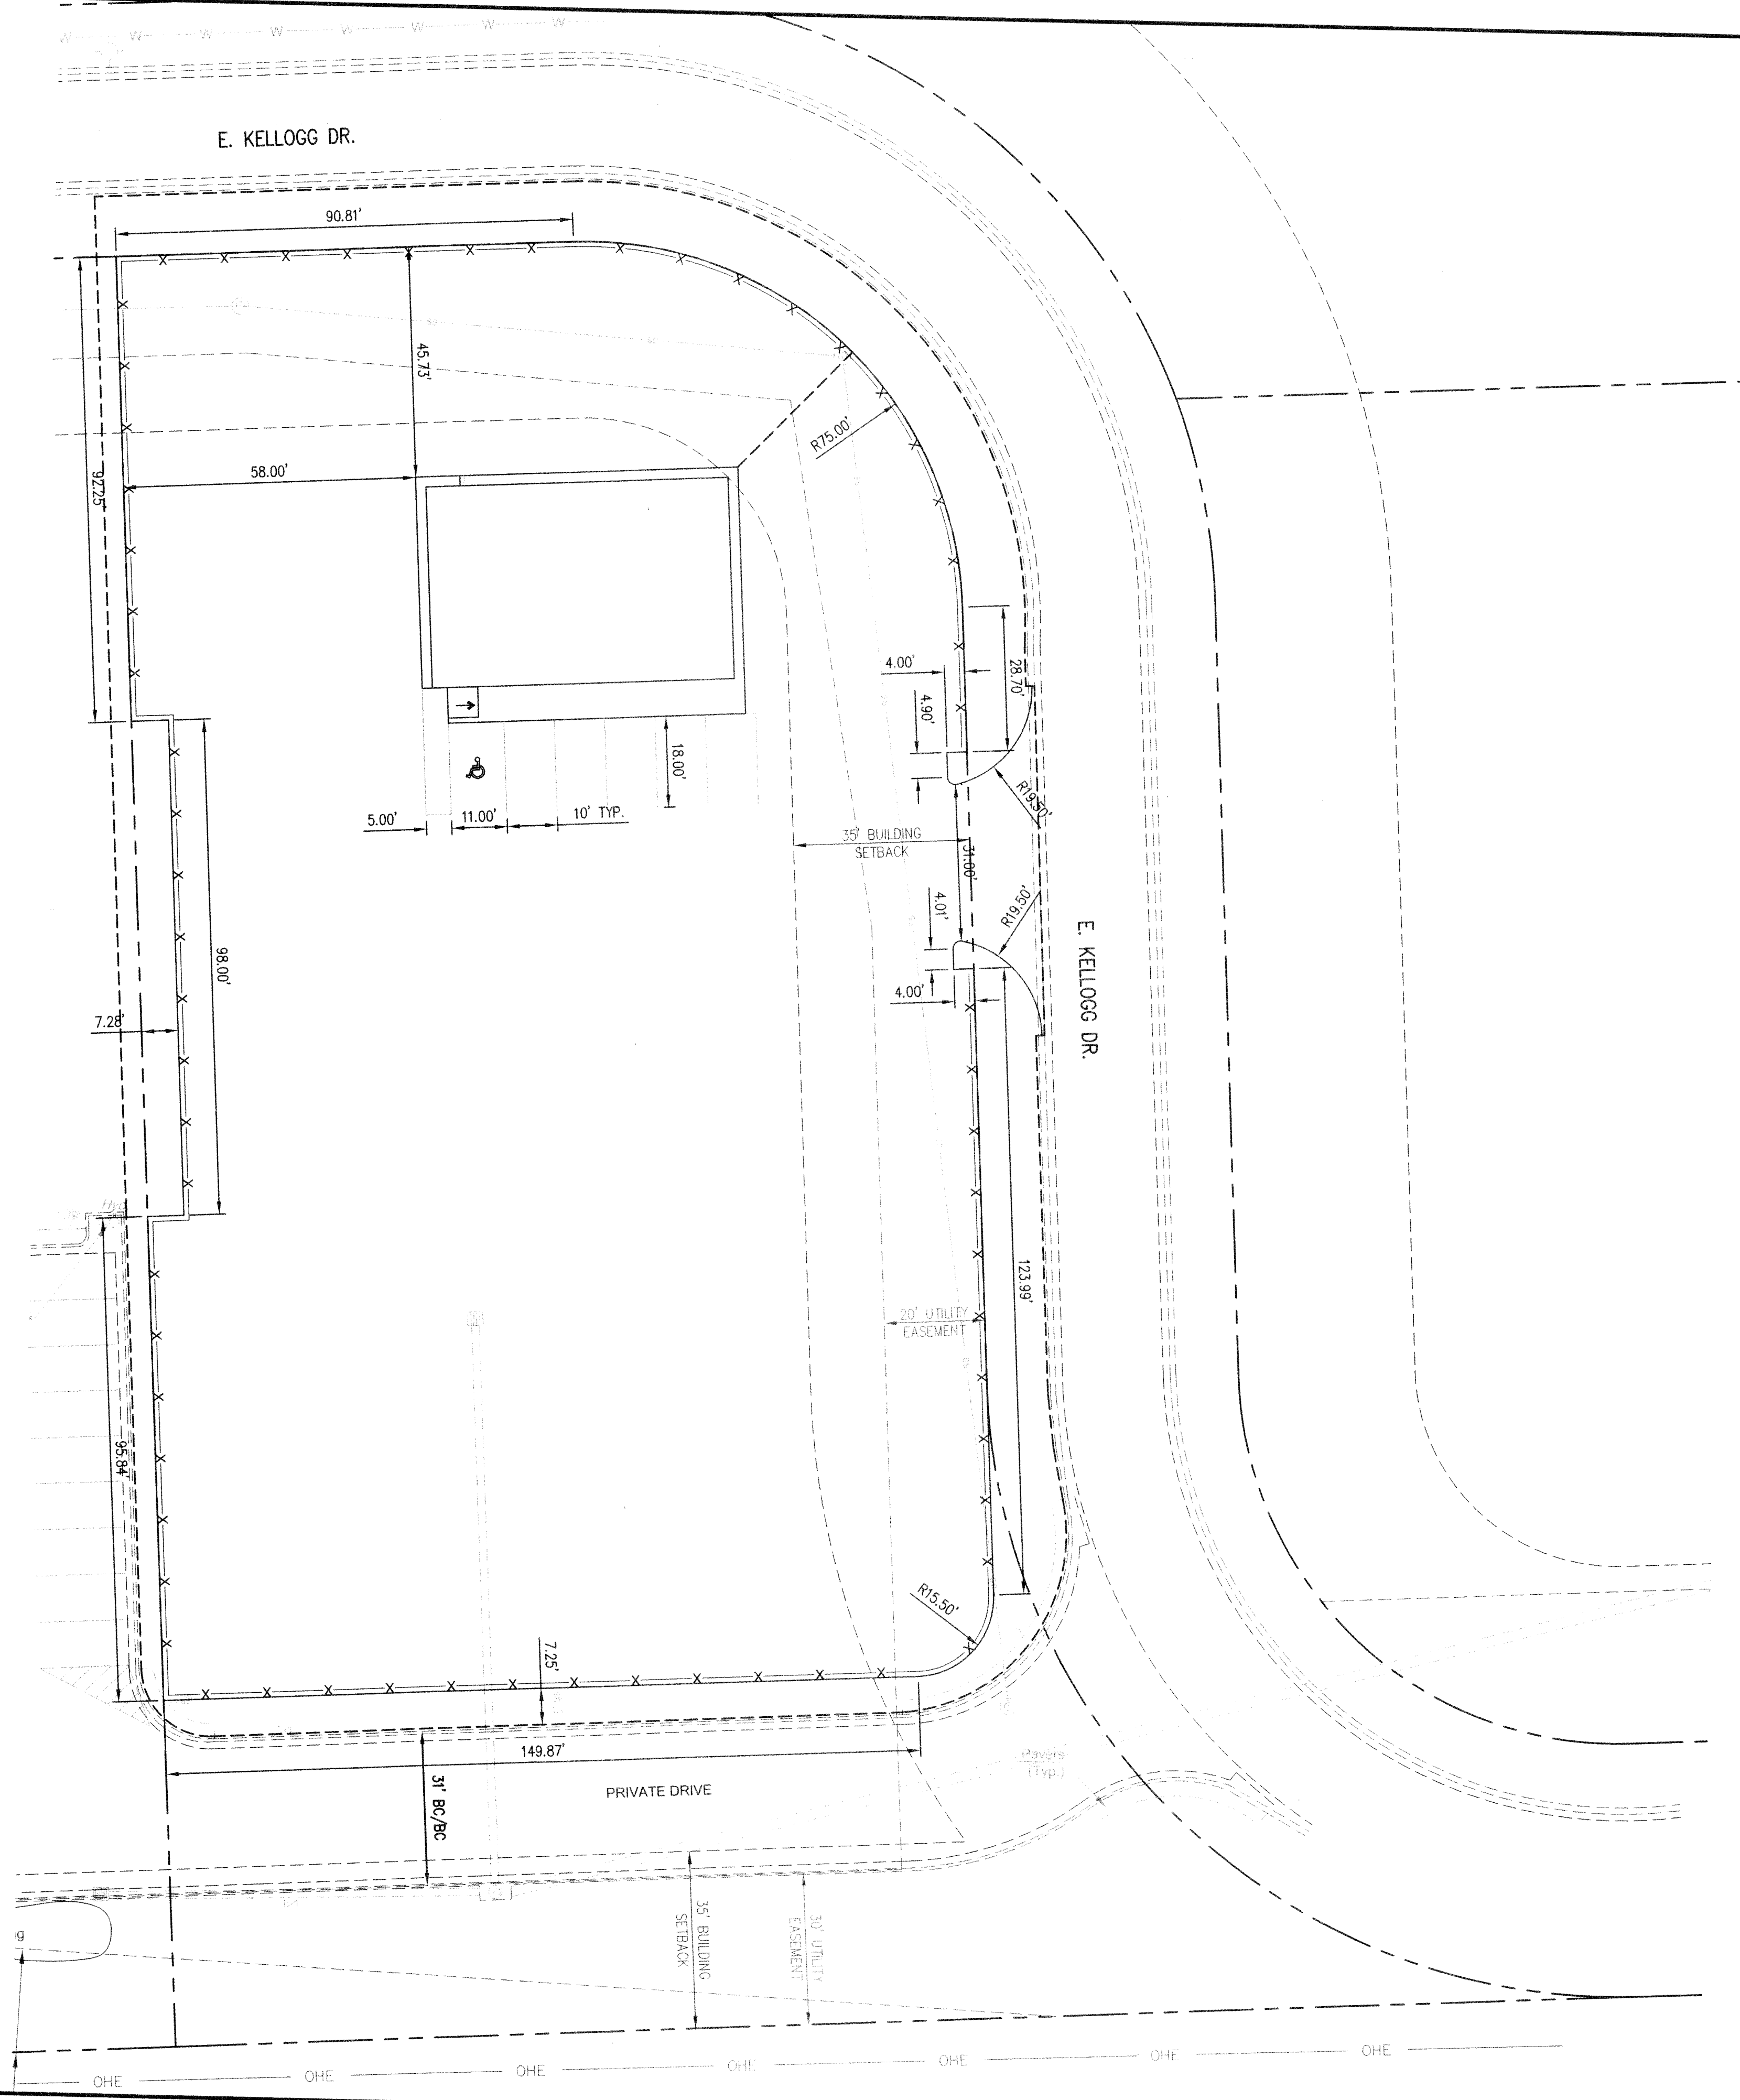 W W W W W W W W
E. KELLOGG DR.
90.81'
45.73'
R75.00'
58.00'
92.25'
4.00'
28.70'
4.90'
18.00'
R19.50'
5.00'
11.00'
10' TYP.
35' BUILDING
SETBACK
31.00'
4.01'
R19.50'
E. KELLOGG DR.
98.00'
4.00'
7.28'
123.99'
20' UTILITY
EASEMENT
95.84'
R15.50'
7.25'
149.87'
31' BC/BC
PRIVATE DRIVE
Pavers
(Typ.)
35' BUILDING
SETBACK
30' UTILITY
EASEMENT
g
OHE OHE OHE OHE OHE OHE OHE